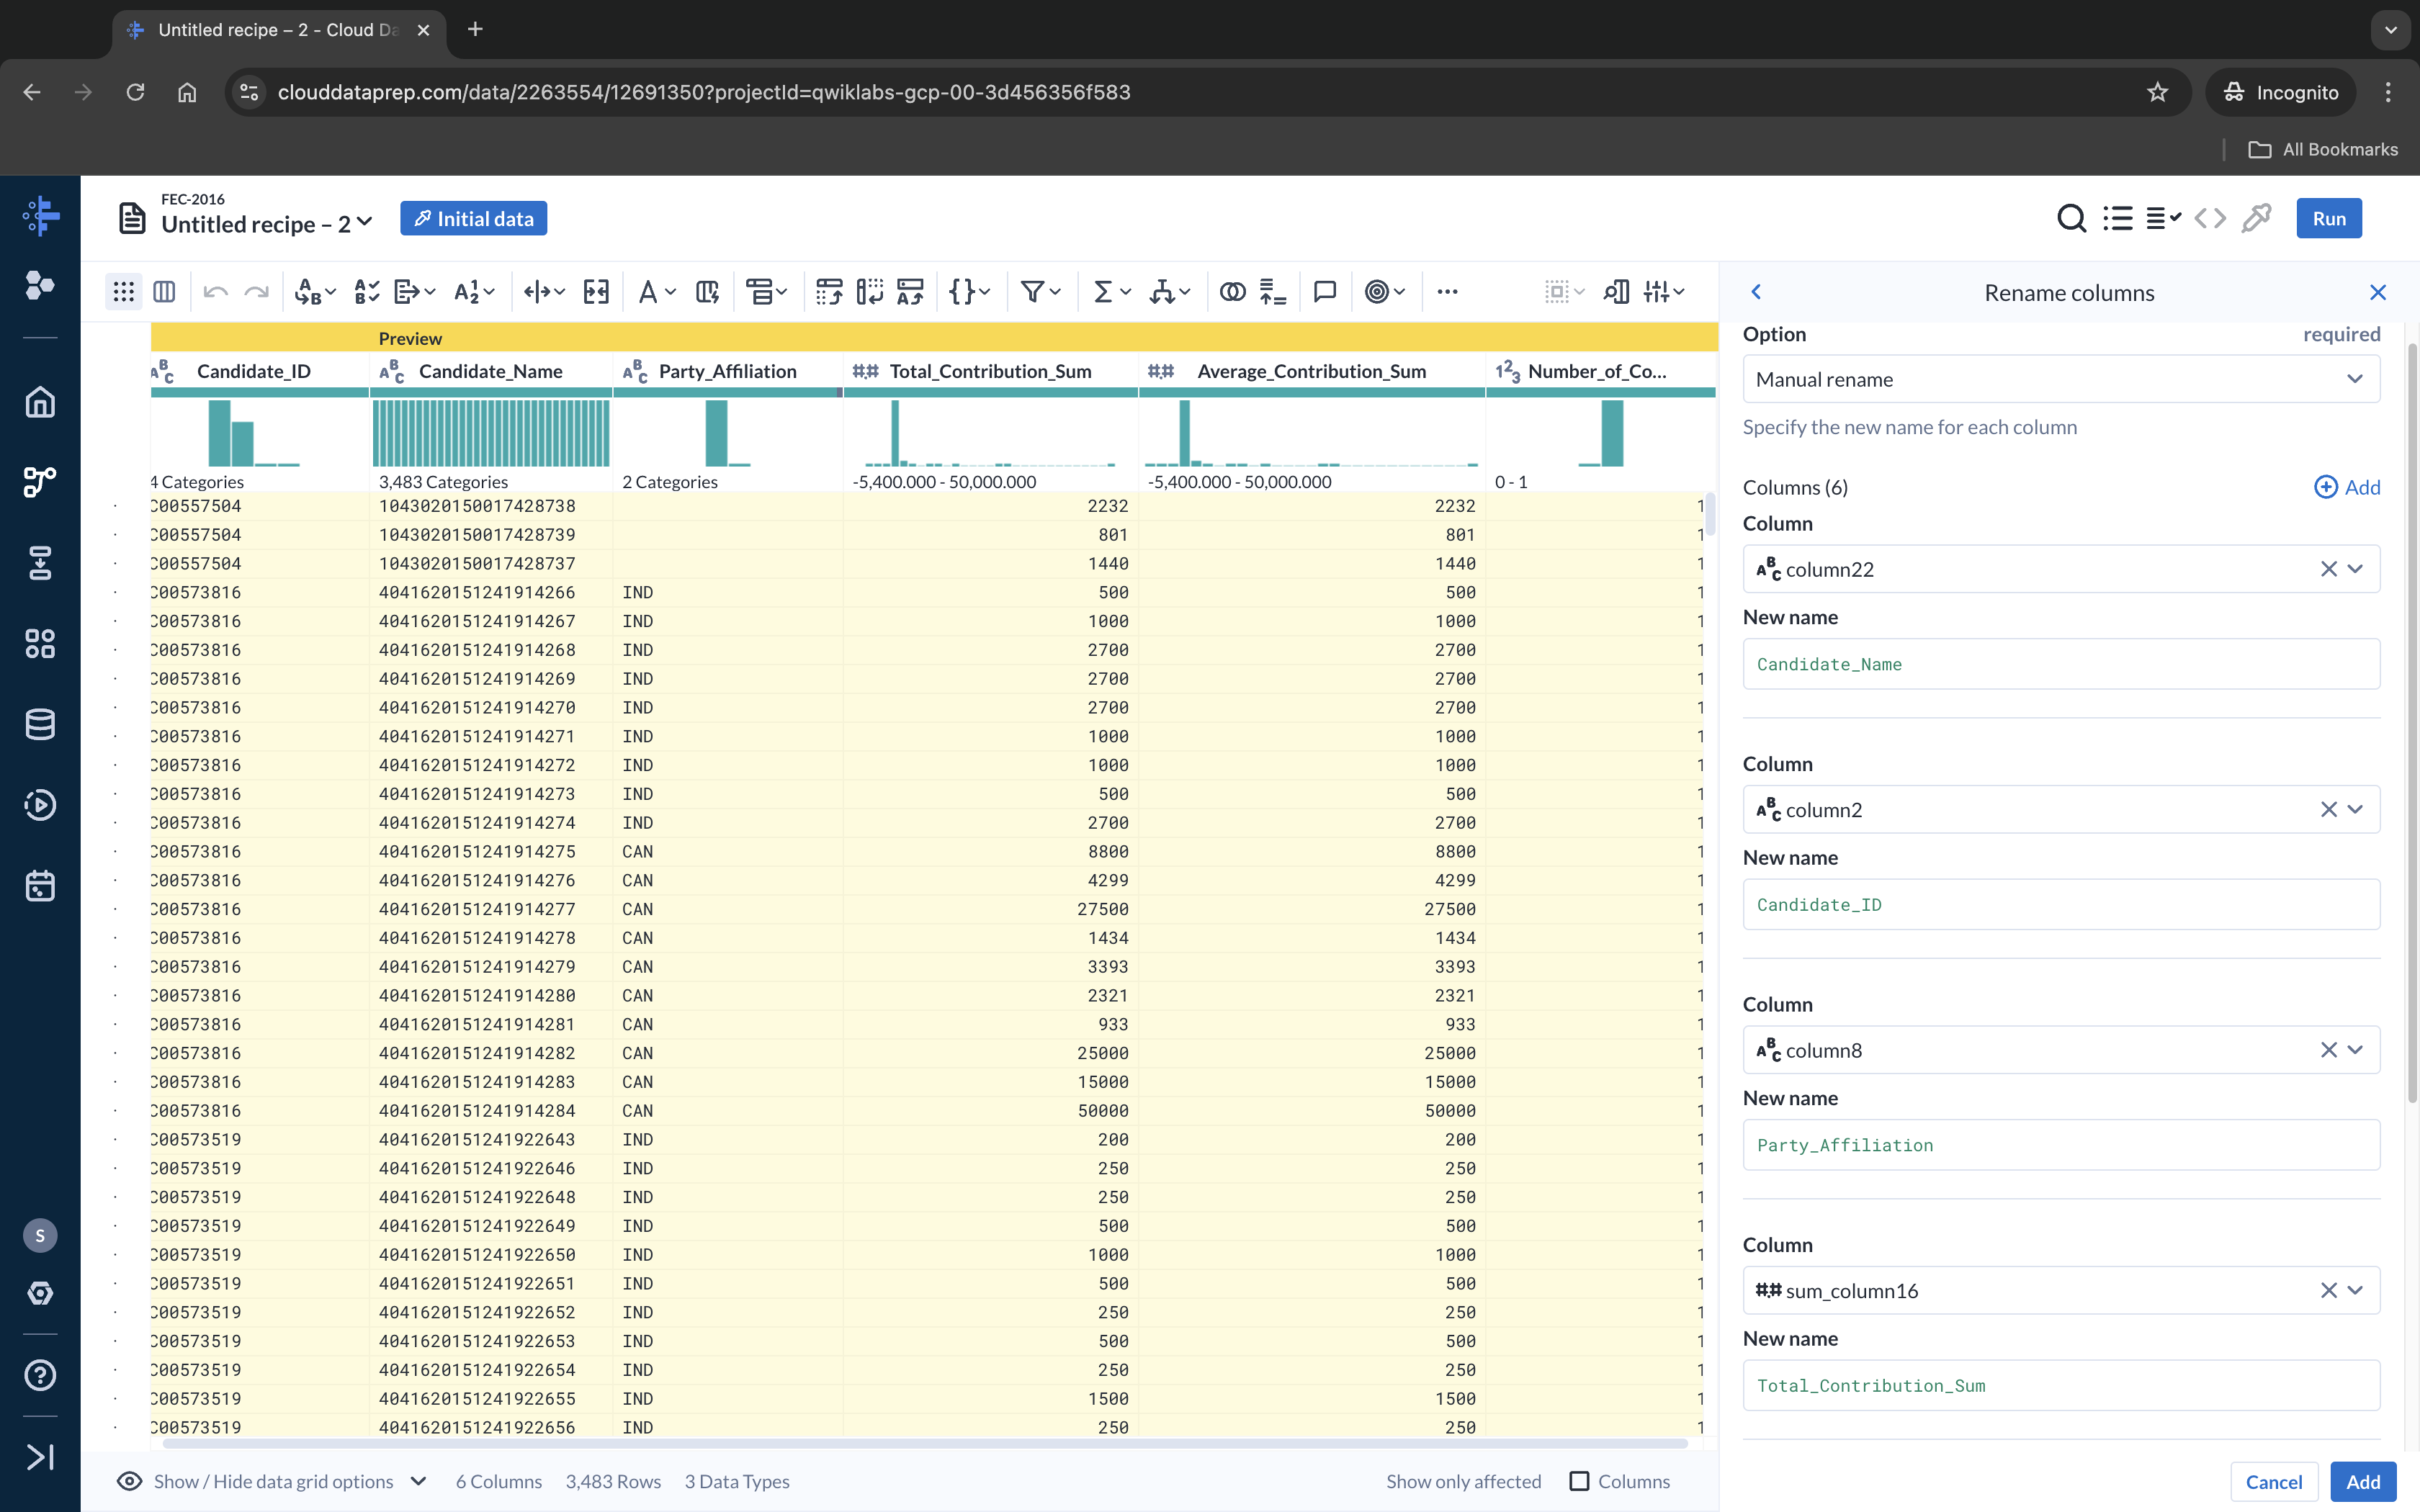 Untitled recipe – 2 - Cloud Da
clouddataprep.com/data/2263554/12691350?projectId=qwiklabs-gcp-00-3d456356f583
Incognito
All Bookmarks
FEC-2016
Untitled recipe – 2
Initial data
Run
Rename columns
Preview
Candidate_ID Candidate_Name Party_Affiliation Total_Contribution_Sum Average_Contribution_Sum Number_of_Co...
4 Categories 3,483 Categories 2 Categories -5,400.000 - 50,000.000 -5,400.000 - 50,000.000 0 - 1
C00557504 1043020150017428738 2232 2232 1
C00557504 1043020150017428739 801 801 1
C00557504 1043020150017428737 1440 1440 1
C00573816 4041620151241914266 IND 500 500 1
C00573816 4041620151241914267 IND 1000 1000 1
C00573816 4041620151241914268 IND 2700 2700 1
C00573816 4041620151241914269 IND 2700 2700 1
C00573816 4041620151241914270 IND 2700 2700 1
C00573816 4041620151241914271 IND 1000 1000 1
C00573816 4041620151241914272 IND 1000 1000 1
C00573816 4041620151241914273 IND 500 500 1
C00573816 4041620151241914274 IND 2700 2700 1
C00573816 4041620151241914275 CAN 8800 8800 1
C00573816 4041620151241914276 CAN 4299 4299 1
C00573816 4041620151241914277 CAN 27500 27500 1
C00573816 4041620151241914278 CAN 1434 1434 1
C00573816 4041620151241914279 CAN 3393 3393 1
C00573816 4041620151241914280 CAN 2321 2321 1
C00573816 4041620151241914281 CAN 933 933 1
C00573816 4041620151241914282 CAN 25000 25000 1
C00573816 4041620151241914283 CAN 15000 15000 1
C00573816 4041620151241914284 CAN 50000 50000 1
C00573519 4041620151241922643 IND 200 200 1
C00573519 4041620151241922646 IND 250 250 1
C00573519 4041620151241922648 IND 250 250 1
C00573519 4041620151241922649 IND 500 500 1
C00573519 4041620151241922650 IND 1000 1000 1
C00573519 4041620151241922651 IND 500 500 1
C00573519 4041620151241922652 IND 250 250 1
C00573519 4041620151241922653 IND 500 500 1
C00573519 4041620151241922654 IND 250 250 1
C00573519 4041620151241922655 IND 1500 1500 1
C00573519 4041620151241922656 IND 250 250 1
Show / Hide data grid options 6 Columns 3,483 Rows 3 Data Types Show only affected Columns
Option required
Manual rename
Specify the new name for each column
Columns (6) Add
Column
column22
New name
Candidate_Name
Column
column2
New name
Candidate_ID
Column
column8
New name
Party_Affiliation
Column
sum_column16
New name
Total_Contribution_Sum
Cancel Add
S